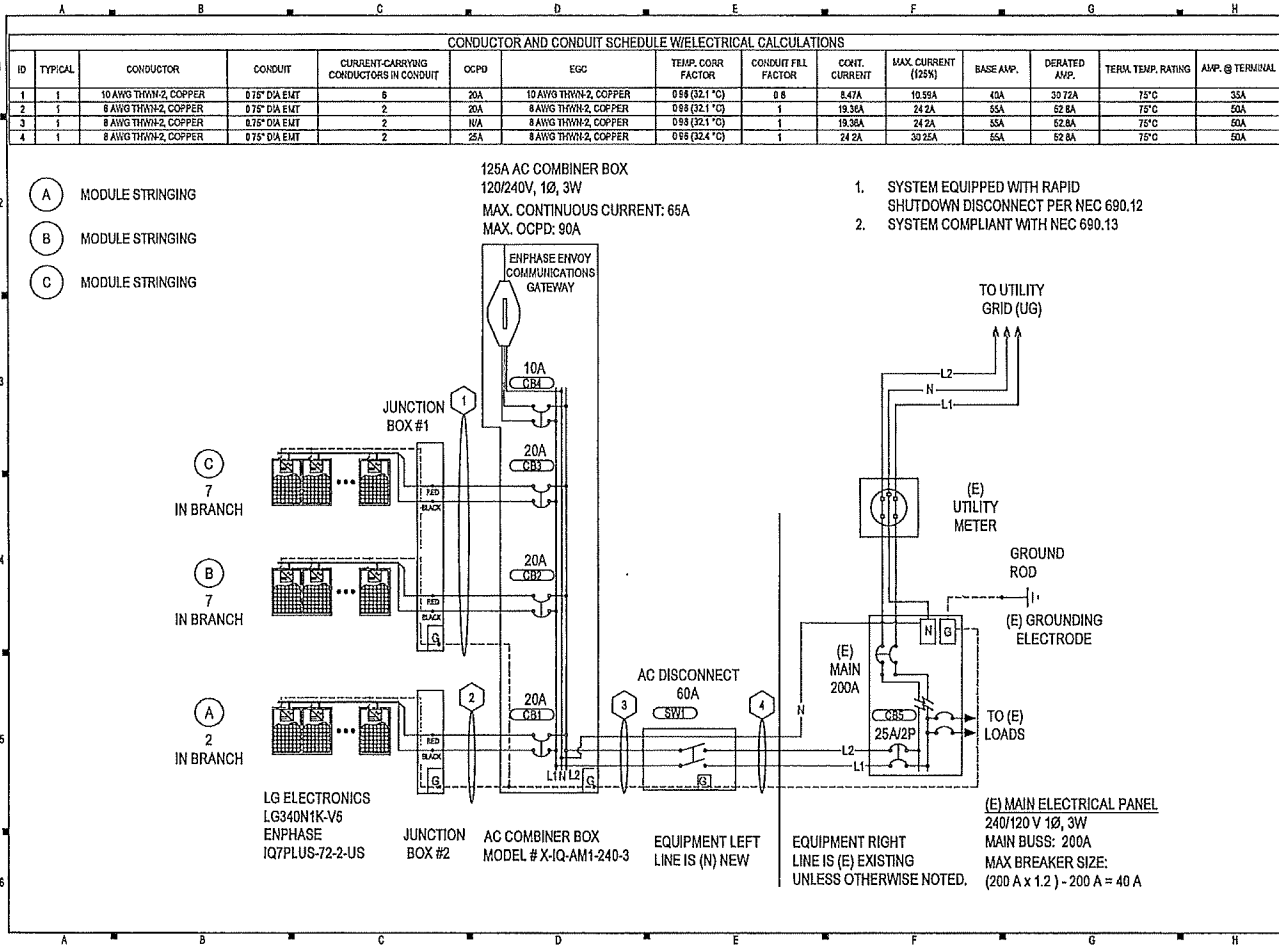 A B C D E F G H
CONDUCTOR AND CONDUIT SCHEDULE W/ELECTRICAL CALCULATIONS
ID TYPICAL CONDUCTOR CONDUIT CURRENT-CARRYING CONDUCTORS IN CONDUIT OCPD EGC TEMP. CORR FACTOR CONDUIT FILL FACTOR CONT. CURRENT MAX. CURRENT (125%) BASE AMP. DERATED AMP. TERM. TEMP. RATING AMP. @ TERMINAL
1 1 10 AWG THWN-2, COPPER 0.75" DIA EMT 6 20A 10 AWG THWN-2, COPPER 0.96 (32.1 °C) 0.8 8.47A 10.59A 40A 30.72A 75°C 35A
2 1 8 AWG THWN-2, COPPER 0.75" DIA EMT 2 20A 8 AWG THWN-2, COPPER 0.96 (32.1 °C) 1 19.36A 24.2A 55A 52.8A 75°C 50A
3 1 8 AWG THWN-2, COPPER 0.75" DIA EMT 2 N/A 8 AWG THWN-2, COPPER 0.96 (32.1 °C) 1 19.36A 24.2A 55A 52.8A 75°C 50A
4 1 8 AWG THWN-2, COPPER 0.75" DIA EMT 2 25A 8 AWG THWN-2, COPPER 0.96 (32.4 °C) 1 24.2A 30.25A 55A 52.8A 75°C 50A
A MODULE STRINGING
B MODULE STRINGING
C MODULE STRINGING
125A AC COMBINER BOX
120/240V, 1Ø, 3W
MAX. CONTINUOUS CURRENT: 65A
MAX. OCPD: 90A
1. SYSTEM EQUIPPED WITH RAPID
SHUTDOWN DISCONNECT PER NEC 690.12
2. SYSTEM COMPLIANT WITH NEC 690.13
2
3
4
5
6
ENPHASE ENVOY
COMMUNICATIONS
GATEWAY
10A
CB4
20A
CB3
20A
CB2
20A
CB1
L1 N L2
G
JUNCTION
BOX #1
1
C
7
IN BRANCH
RED
BLACK
B
7
IN BRANCH
RED
BLACK
G
A
2
IN BRANCH
RED
BLACK
G
2
LG ELECTRONICS
LG340N1K-V5
ENPHASE
IQ7PLUS-72-2-US
JUNCTION
BOX #2
AC COMBINER BOX
MODEL # X-IQ-AM1-240-3
3
AC DISCONNECT
60A
SW1
G
4
EQUIPMENT LEFT
LINE IS (N) NEW
EQUIPMENT RIGHT
LINE IS (E) EXISTING
UNLESS OTHERWISE NOTED.
TO UTILITY
GRID (UG)
L2
N
L1
(E)
UTILITY
METER
GROUND
ROD
(E) GROUNDING
ELECTRODE
N G
(E)
MAIN
200A
N
CB5
25A/2P
L2
L1
TO (E)
LOADS
(E) MAIN ELECTRICAL PANEL
240/120 V 1Ø, 3W
MAIN BUSS: 200A
MAX BREAKER SIZE:
(200 A x 1.2 ) - 200 A = 40 A
A B C D E F G H